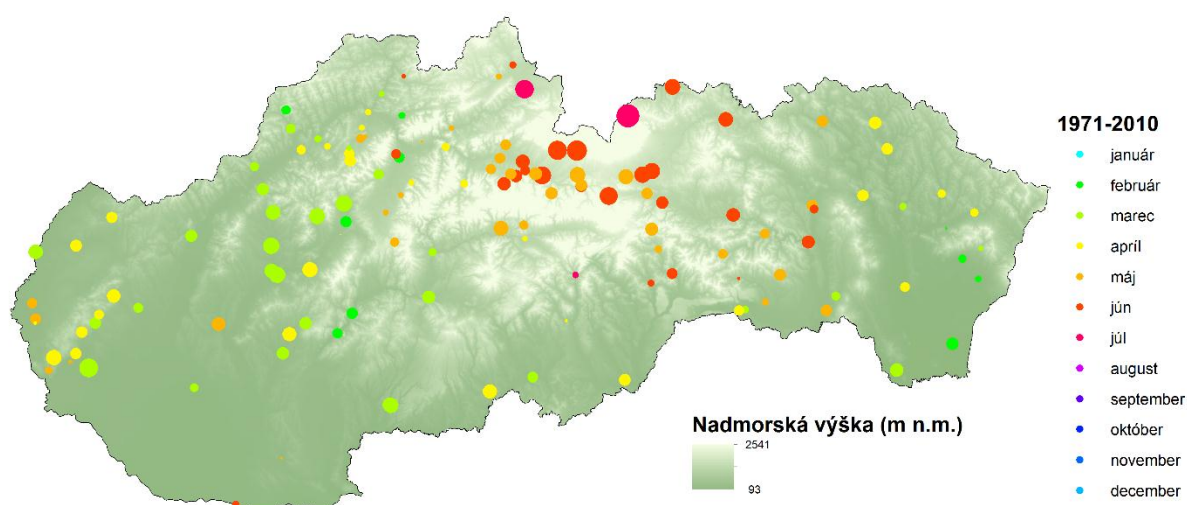 1971-2010
január
február
marec
apríl
máj
jún
júl
august
september
október
november
december
Nadmorská výška (m n.m.)
2541
93